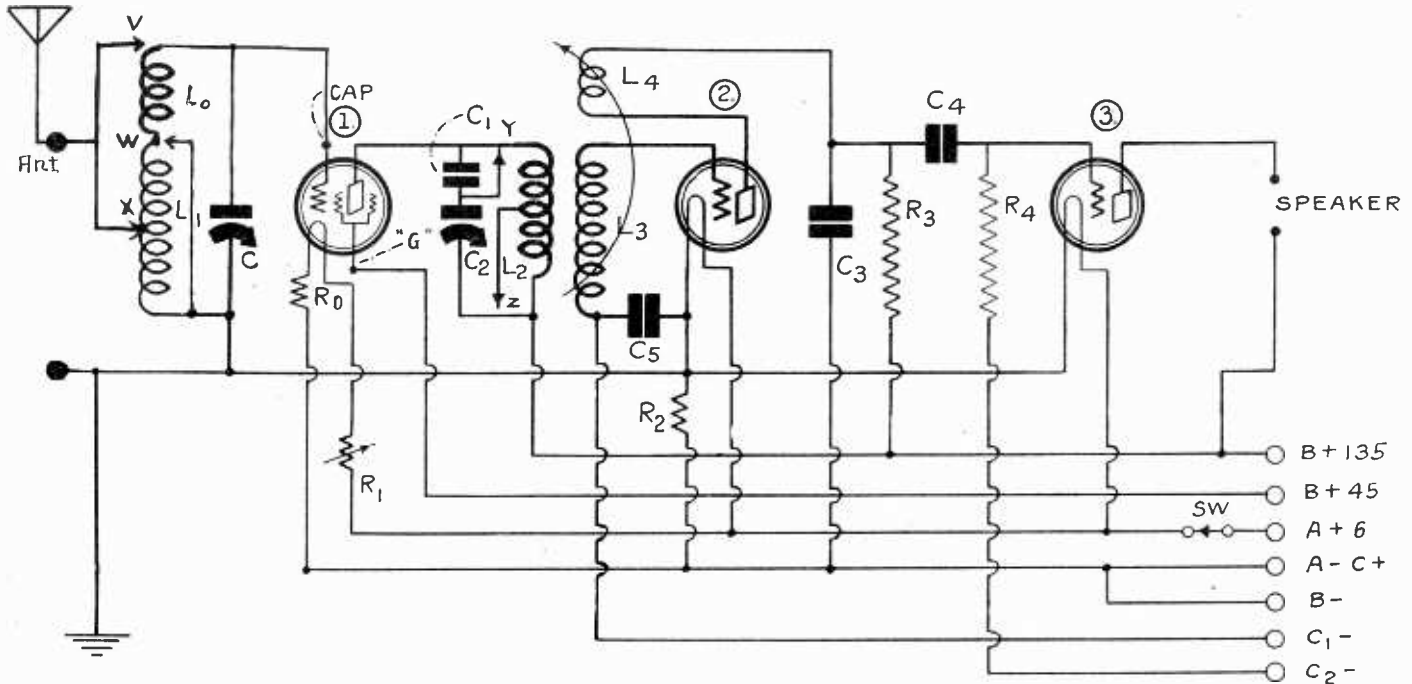 V
L0
W
X
L1
Ant
C
CAP
1.
"G"
R0
R1
C1
Y
C2
L2
Z
L4
L3
2.
C5
R2
C3
R3
C4
R4
3.
SPEAKER
B+135
B+45
SW
A+6
A- C+
B-
C1-
C2-